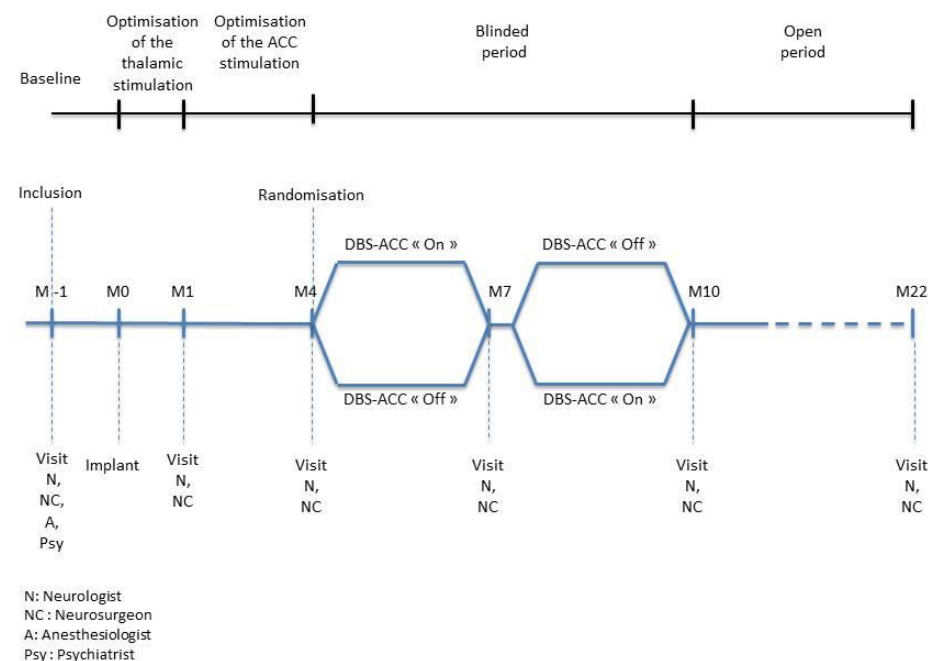 Baseline
Optimisation
of the
thalamic
stimulation
Optimisation
of the ACC
stimulation
Blinded
period
Open
period
Inclusion
Randomisation
DBS-ACC « On »
DBS-ACC « Off »
M -1
M0
M1
M4
M7
M10
M22
DBS-ACC « Off »
DBS-ACC « On »
Visit
N,
NC,
A,
Psy
Implant
Visit
N,
NC
Visit
N,
NC
Visit
N,
NC
Visit
N,
NC
Visit
N,
NC
N: Neurologist
NC : Neurosurgeon
A: Anesthesiologist
Psy : Psychiatrist